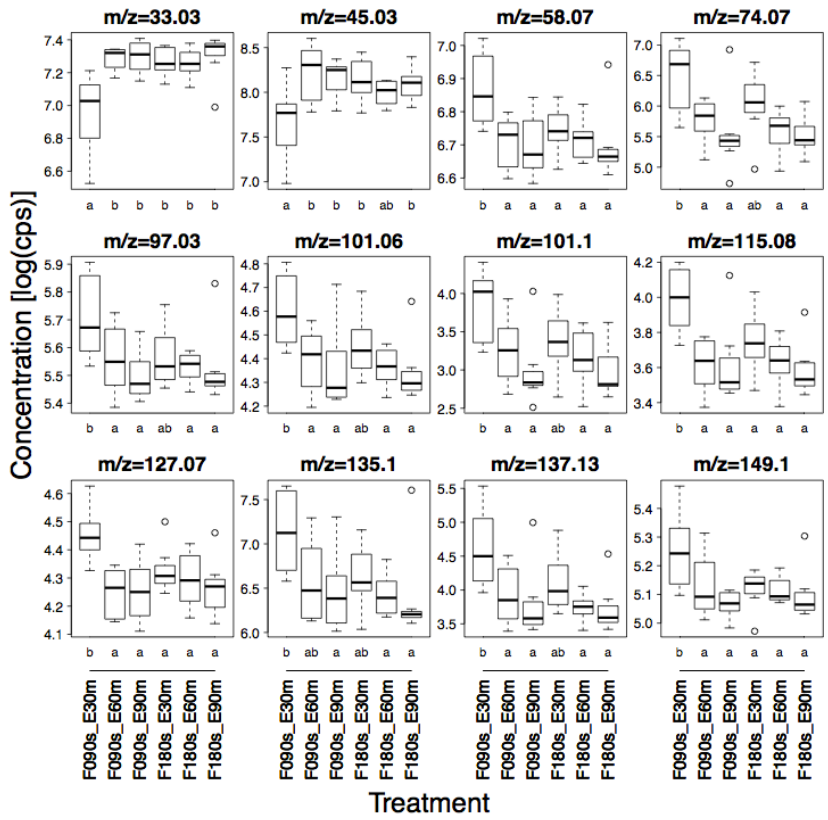 m/z=33.03 m/z=45.03 m/z=58.07 m/z=74.07
7.4 7.2 7.0 6.8 6.6
8.5 8.0 7.5 7.0
7.0 6.9 6.8 6.7 6.6
7.0 6.5 6.0 5.5 5.0
a b b b b b
a b b b ab b
b a a a a a
b a a ab a a
m/z=97.03 m/z=101.06 m/z=101.1 m/z=115.08
5.9 5.8 5.7 5.6 5.5 5.4
4.8 4.7 4.6 4.5 4.4 4.3 4.2
4.0 3.5 3.0 2.5
4.2 4.0 3.8 3.6 3.4
b a a ab a a
b a a ab a a
b a a ab a a
b a a a a a
m/z=127.07 m/z=135.1 m/z=137.13 m/z=149.1
4.6 4.5 4.4 4.3 4.2 4.1
7.5 7.0 6.5 6.0
5.5 5.0 4.5 4.0 3.5
5.4 5.3 5.2 5.1 5.0
b a a a a a
b ab a ab a a
b a a ab a a
b a a a a a
Concentration [log(cps)]
F090s_E30m
F090s_E60m
F090s_E90m
F180s_E30m
F180s_E60m
F180s_E90m
F090s_E30m
F090s_E60m
F090s_E90m
F180s_E30m
F180s_E60m
F180s_E90m
F090s_E30m
F090s_E60m
F090s_E90m
F180s_E30m
F180s_E60m
F180s_E90m
F090s_E30m
F090s_E60m
F090s_E90m
F180s_E30m
F180s_E60m
F180s_E90m
Treatment